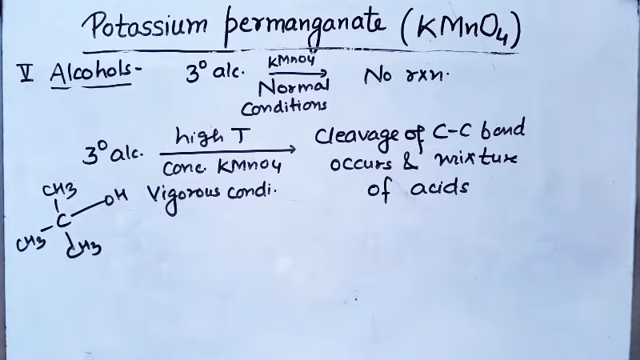 Potassium permanganate (KMnO4)
V Alcohols- 3° alc. KMnO4 No rxn.
Normal
Conditions
3° alc. high T Cleavage of C-C bond
Conc. KMnO4 occurs & mixture
Vigorous condi. of acids
CH3
C OH
CH3 CH3